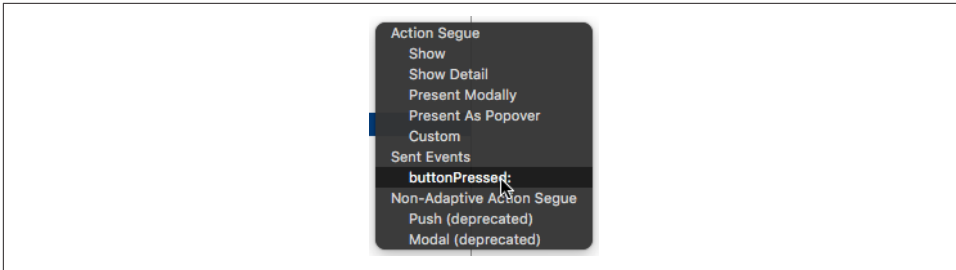 Action Segue
Show
Show Detail
Present Modally
Present As Popover
Custom
Sent Events
buttonPressed:
Non-Adaptive Action Segue
Push (deprecated)
Modal (deprecated)